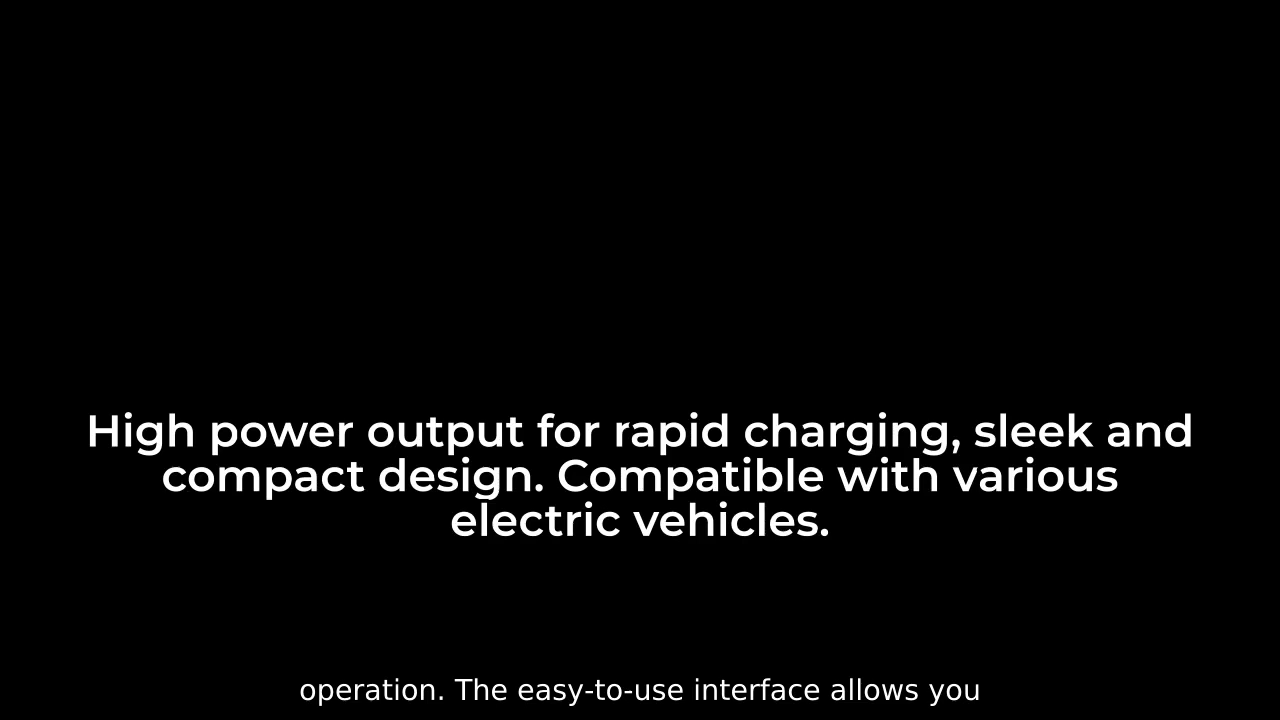 High power output for rapid charging, sleek and
compact design. Compatible with various
electric vehicles.
operation. The easy-to-use interface allows you